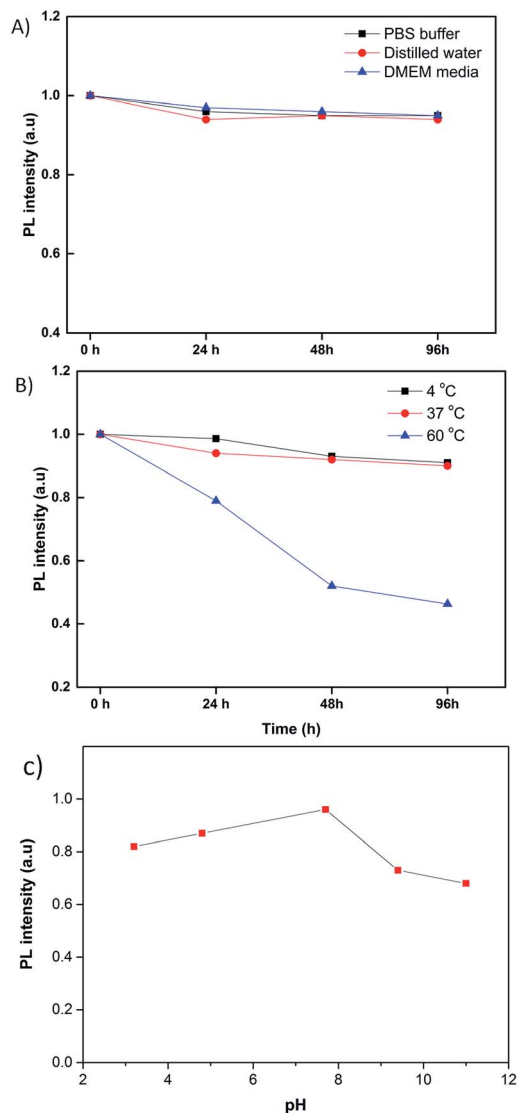 A)
1.2
PBS buffer
Distilled water
DMEM media
1.0
0.8
0.6
0.4
PL intensity (a.u)
0 h 24 h 48h 96h
B)
1.2
4 °C
37 °C
60 °C
1.0
0.8
0.6
0.4
0.2
PL intensity (a.u)
0 h 24 h 48h 96h
Time (h)
c)
1.0
0.8
0.6
0.4
0.2
0.0
PL intensity (a.u)
2 4 6 8 10 12
pH